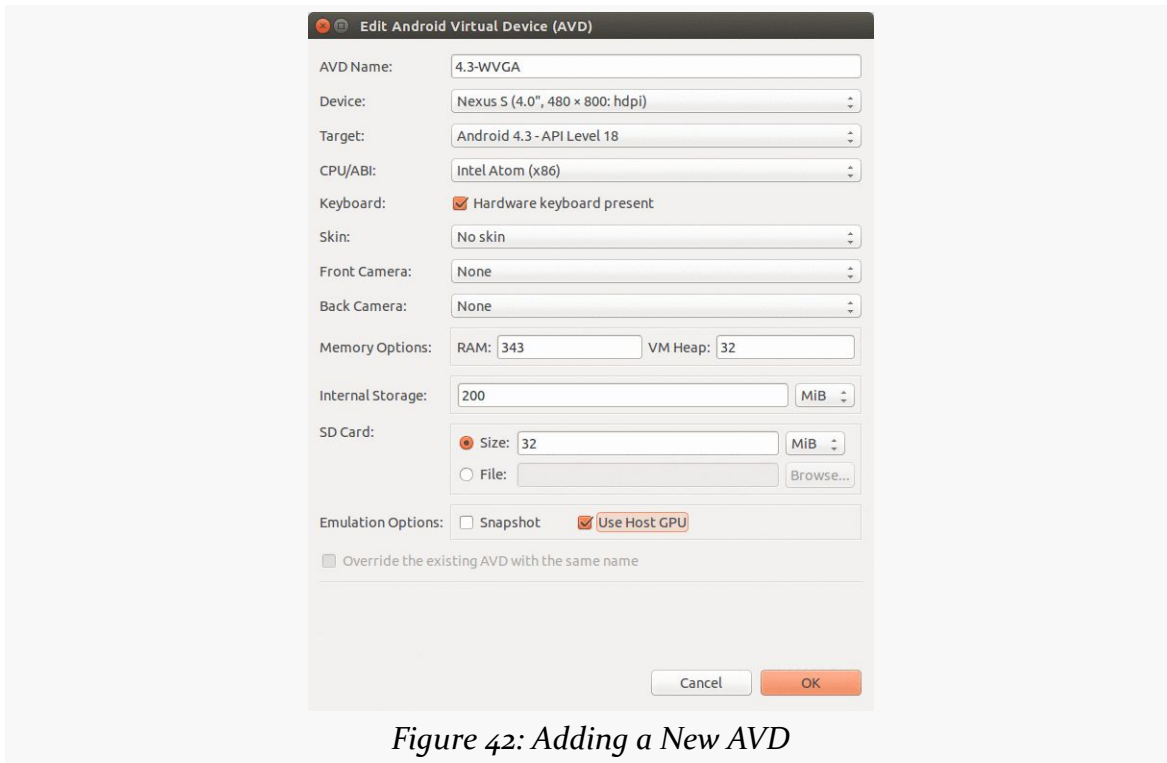 Edit Android Virtual Device (AVD)
AVD Name: 4.3-WVGA
Device: Nexus S (4.0", 480 × 800: hdpi)
Target: Android 4.3 - API Level 18
CPU/ABI: Intel Atom (x86)
Keyboard: Hardware keyboard present
Skin: No skin
Front Camera: None
Back Camera: None
Memory Options: RAM: 343 VM Heap: 32
Internal Storage: 200 MiB
SD Card:
Size: 32 MiB
File: Browse...
Emulation Options: Snapshot Use Host GPU
Override the existing AVD with the same name
Cancel OK
Figure 42: Adding a New AVD